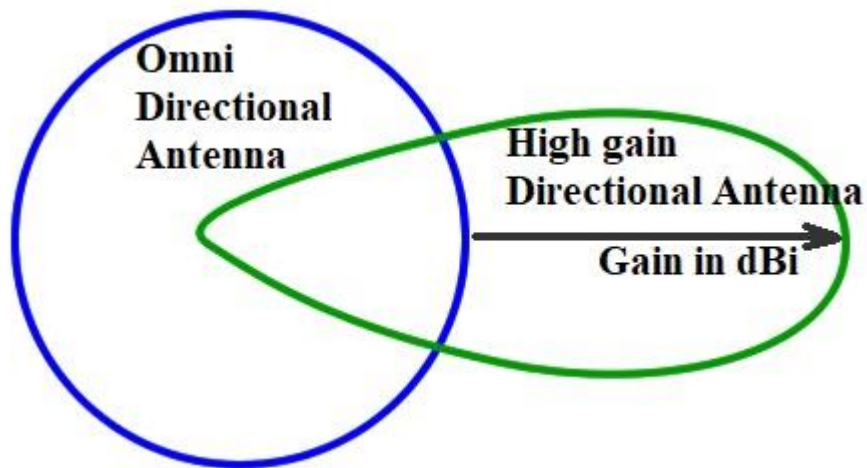 Omni
Directional
Antenna
High gain
Directional Antenna
Gain in dBi